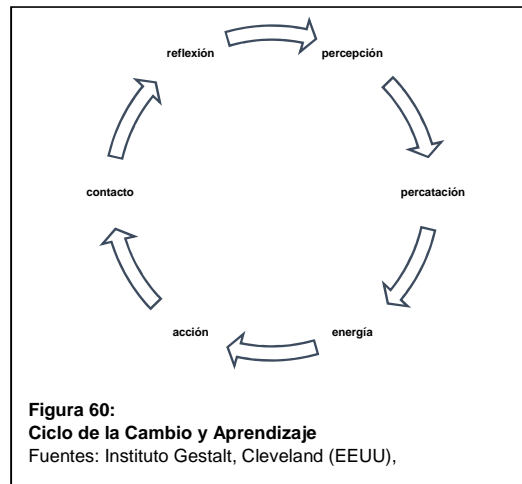 reflexión
percepción
contacto
percatación
acción
energía
Figura 60:
Ciclo de la Cambio y Aprendizaje
Fuentes: Instituto Gestalt, Cleveland (EEUU),